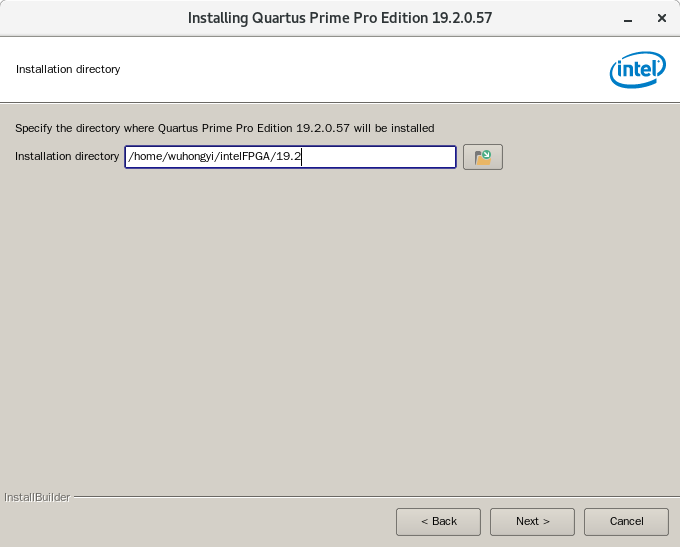 Installing Quartus Prime Pro Edition 19.2.0.57
Installation directory
intel
Specify the directory where Quartus Prime Pro Edition 19.2.0.57 will be installed
Installation directory /home/wuhongyi/intelFPGA/19.2
InstallBuilder
< Back Next > Cancel